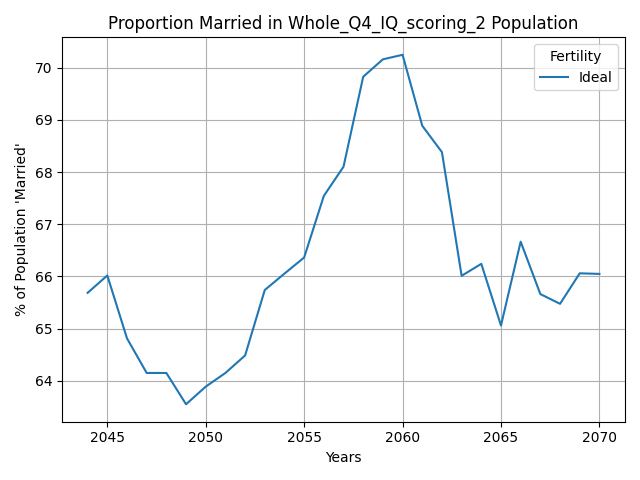 Proportion Married in Whole_Q4_IQ_scoring_2 Population
% of Population 'Married'
70
69
68
67
66
65
64
Fertility
Ideal
2045 2050 2055 2060 2065 2070
Years